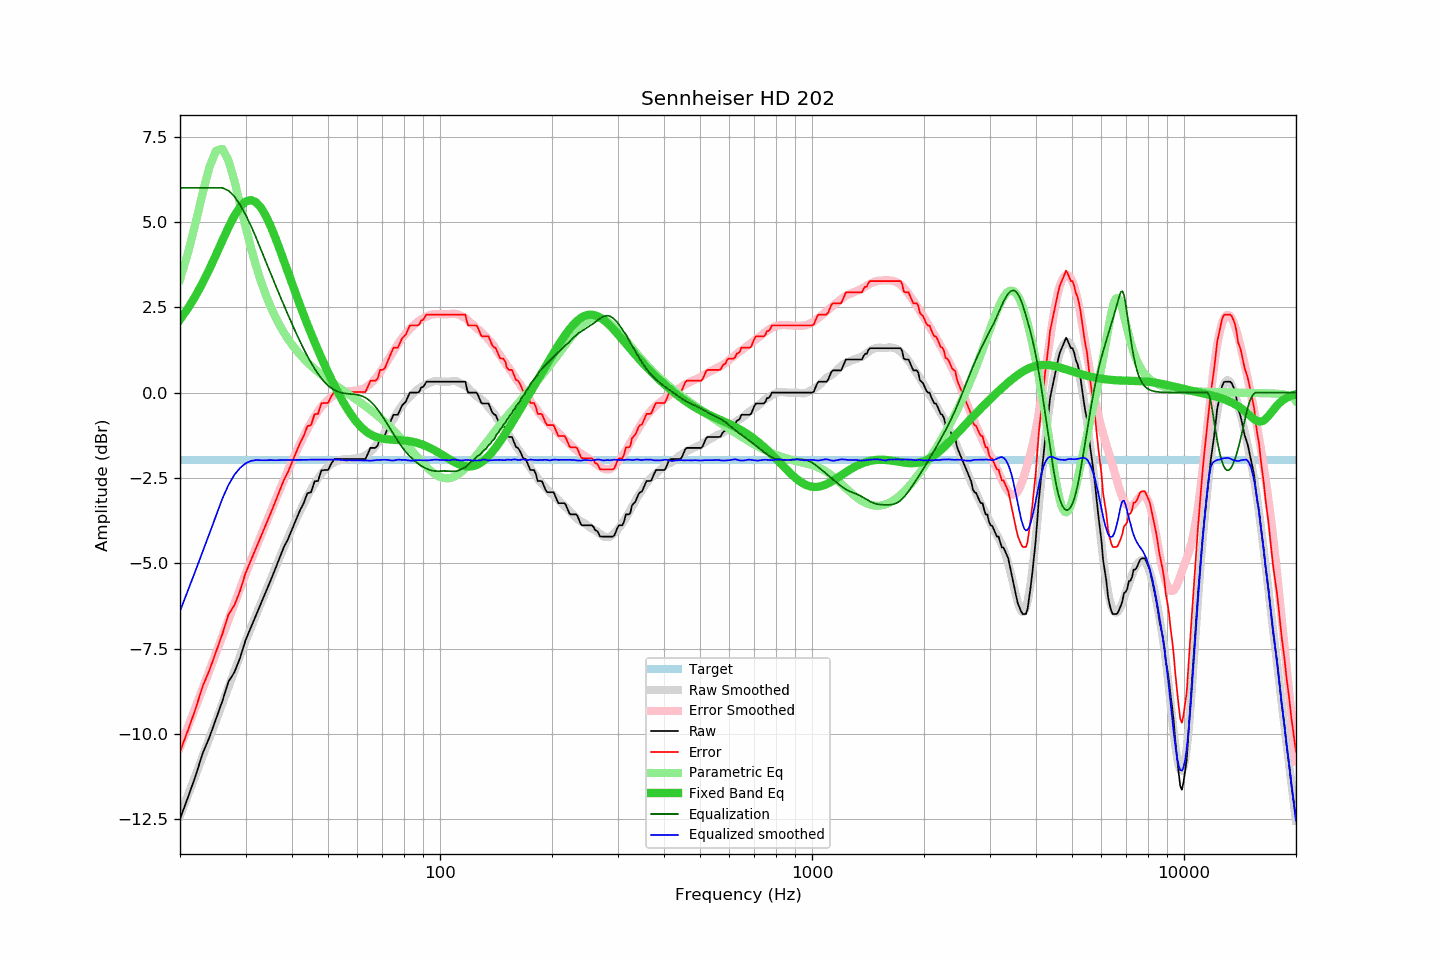 Sennheiser HD 202
7.5
5.0
2.5
0.0
−2.5
−5.0
−7.5
−10.0
−12.5
Amplitude (dBr)
Target
Raw Smoothed
Error Smoothed
Raw
Error
Parametric Eq
Fixed Band Eq
Equalization
Equalized smoothed
100
1000
10000
Frequency (Hz)